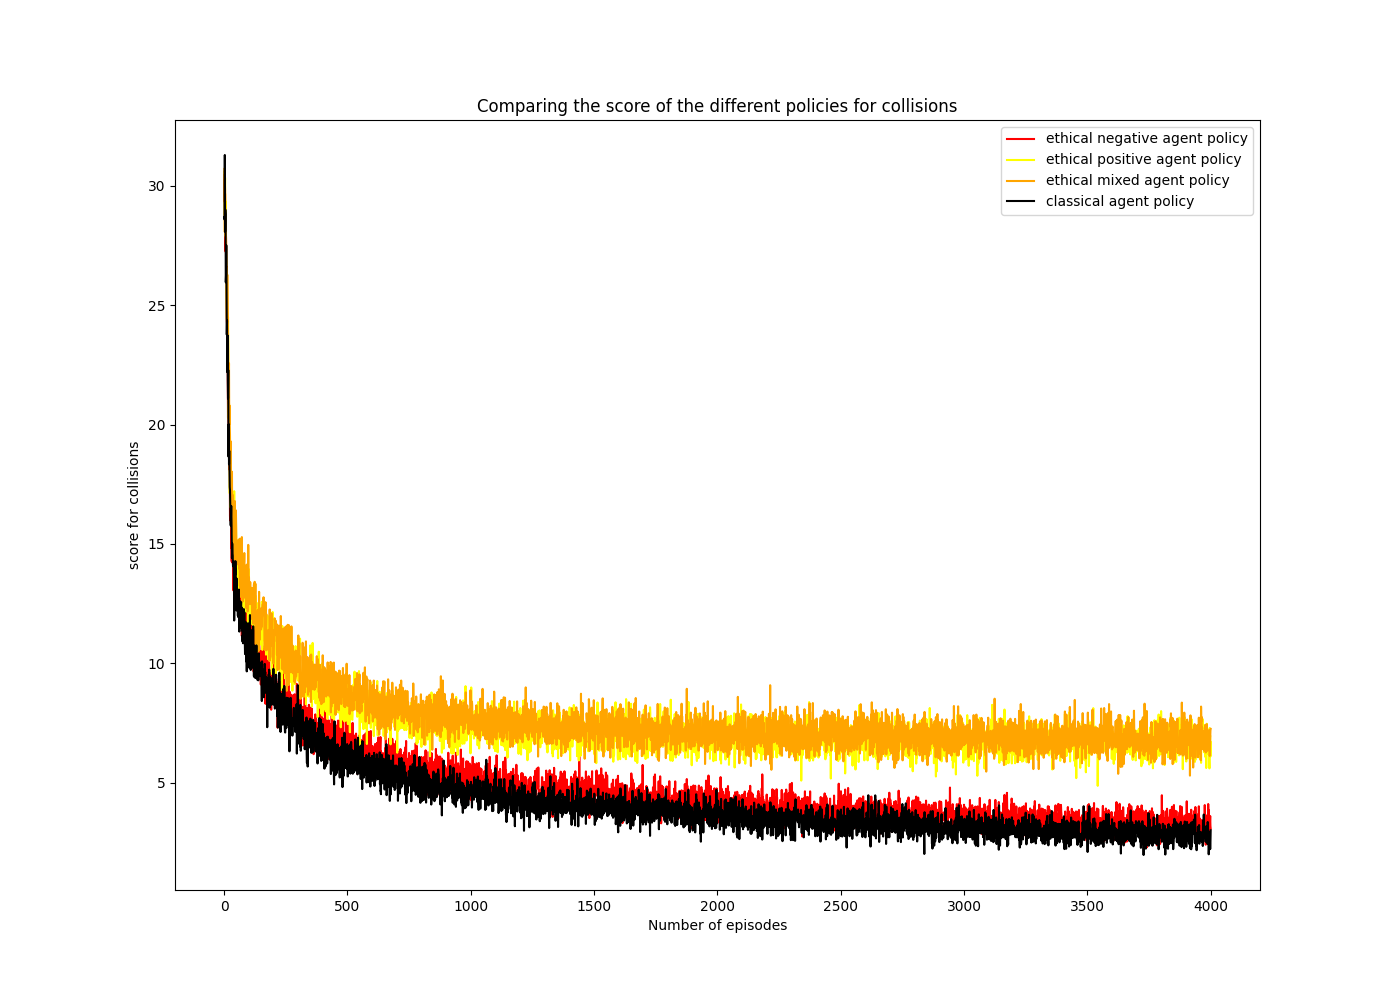 Comparing the score of the different policies for collisions
ethical negative agent policy
ethical positive agent policy
ethical mixed agent policy
classical agent policy
score for collisions
30
25
20
15
10
5
0 500 1000 1500 2000 2500 3000 3500 4000
Number of episodes